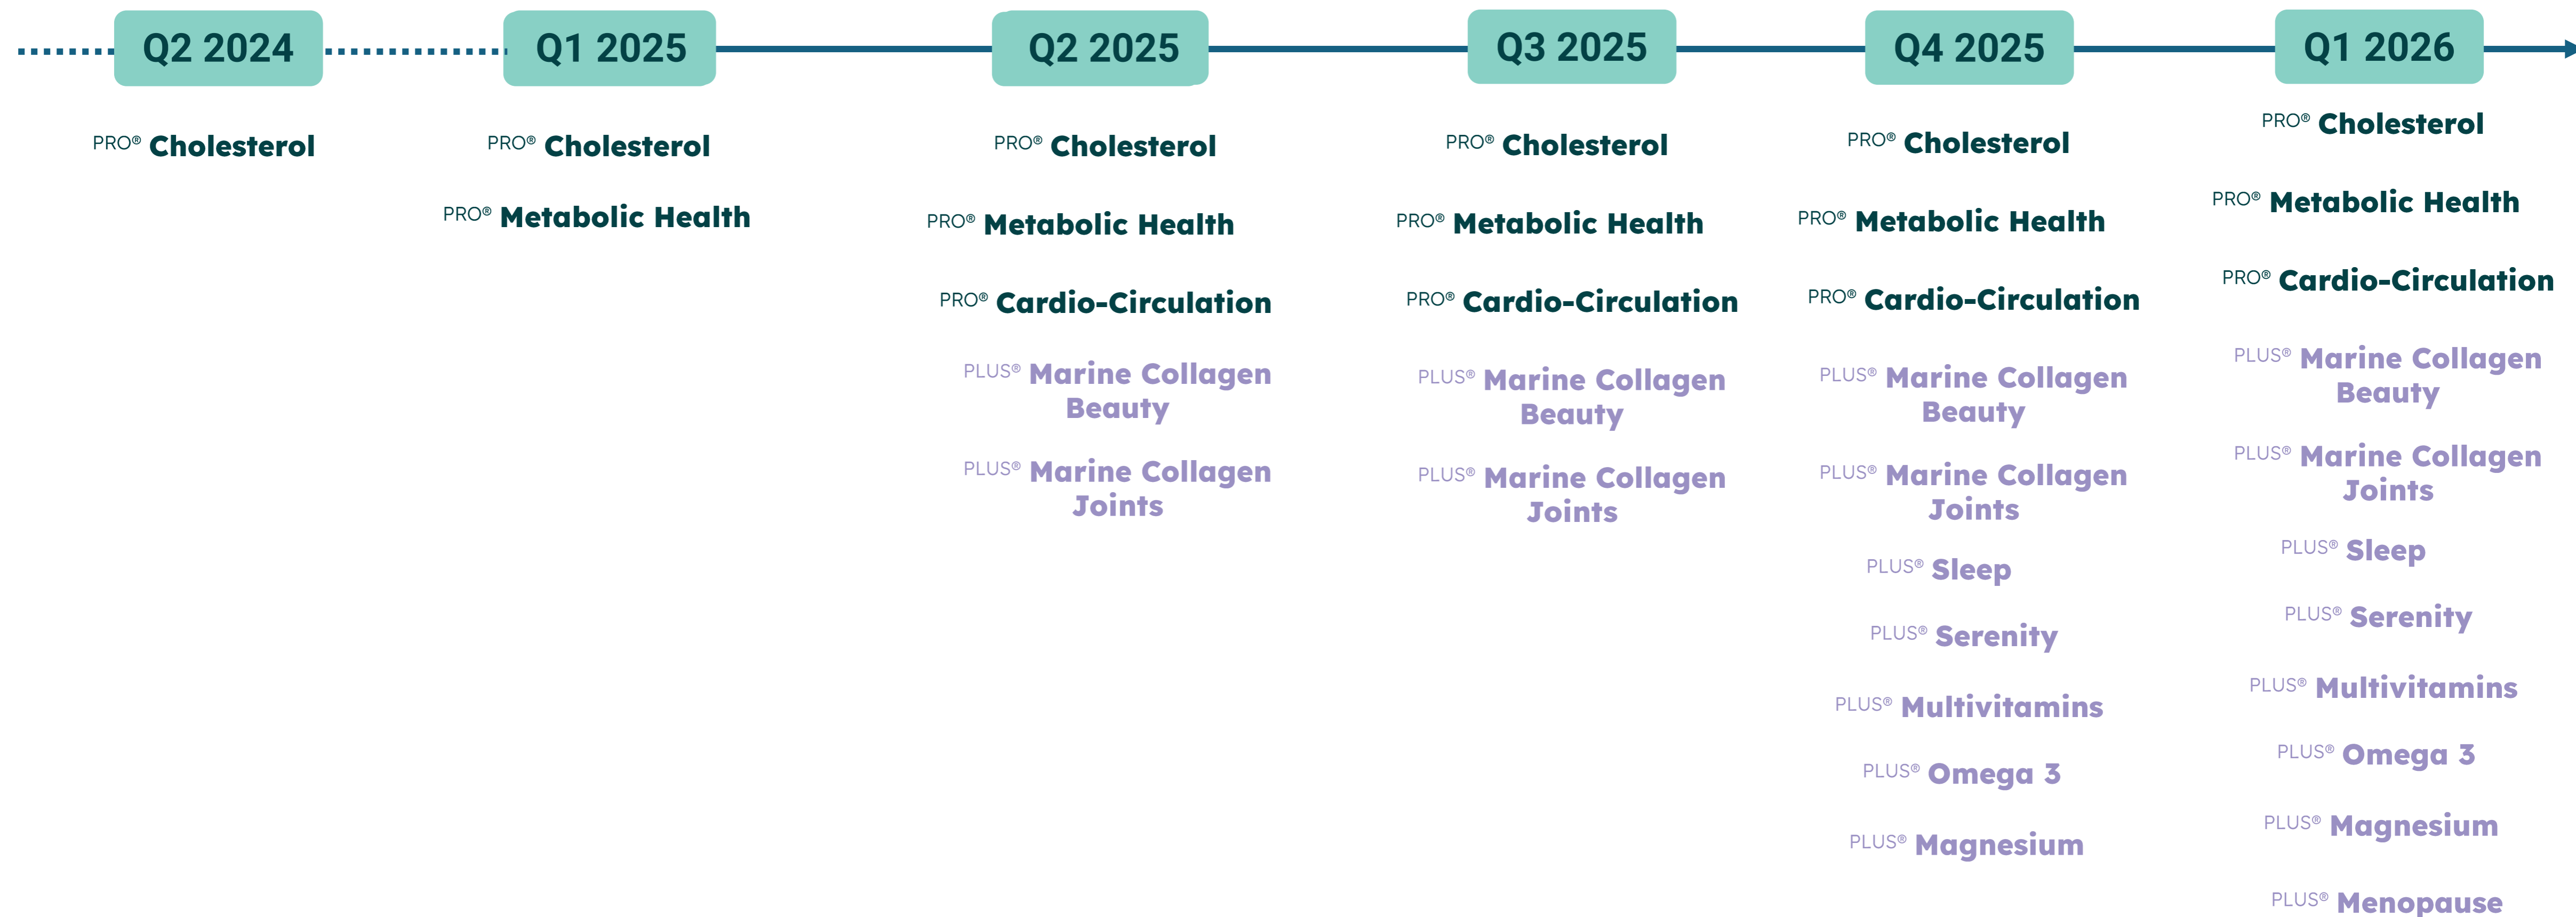 Q2 2024
PRO® Cholesterol
Q1 2025
PRO® Cholesterol
PRO® Metabolic Health
Q2 2025
PRO® Cholesterol
PRO® Metabolic Health
PRO® Cardio-Circulation
PLUS® Marine Collagen
Beauty
PLUS® Marine Collagen
Joints
Q3 2025
PRO® Cholesterol
PRO® Metabolic Health
PRO® Cardio-Circulation
PLUS® Marine Collagen
Beauty
PLUS® Marine Collagen
Joints
Q4 2025
PRO® Cholesterol
PRO® Metabolic Health
PRO® Cardio-Circulation
PLUS® Marine Collagen
Beauty
PLUS® Marine Collagen
Joints
PLUS® Sleep
PLUS® Serenity
PLUS® Multivitamins
PLUS® Omega 3
PLUS® Magnesium
Q1 2026
PRO® Cholesterol
PRO® Metabolic Health
PRO® Cardio-Circulation
PLUS® Marine Collagen
Beauty
PLUS® Marine Collagen
Joints
PLUS® Sleep
PLUS® Serenity
PLUS® Multivitamins
PLUS® Omega 3
PLUS® Magnesium
PLUS® Menopause